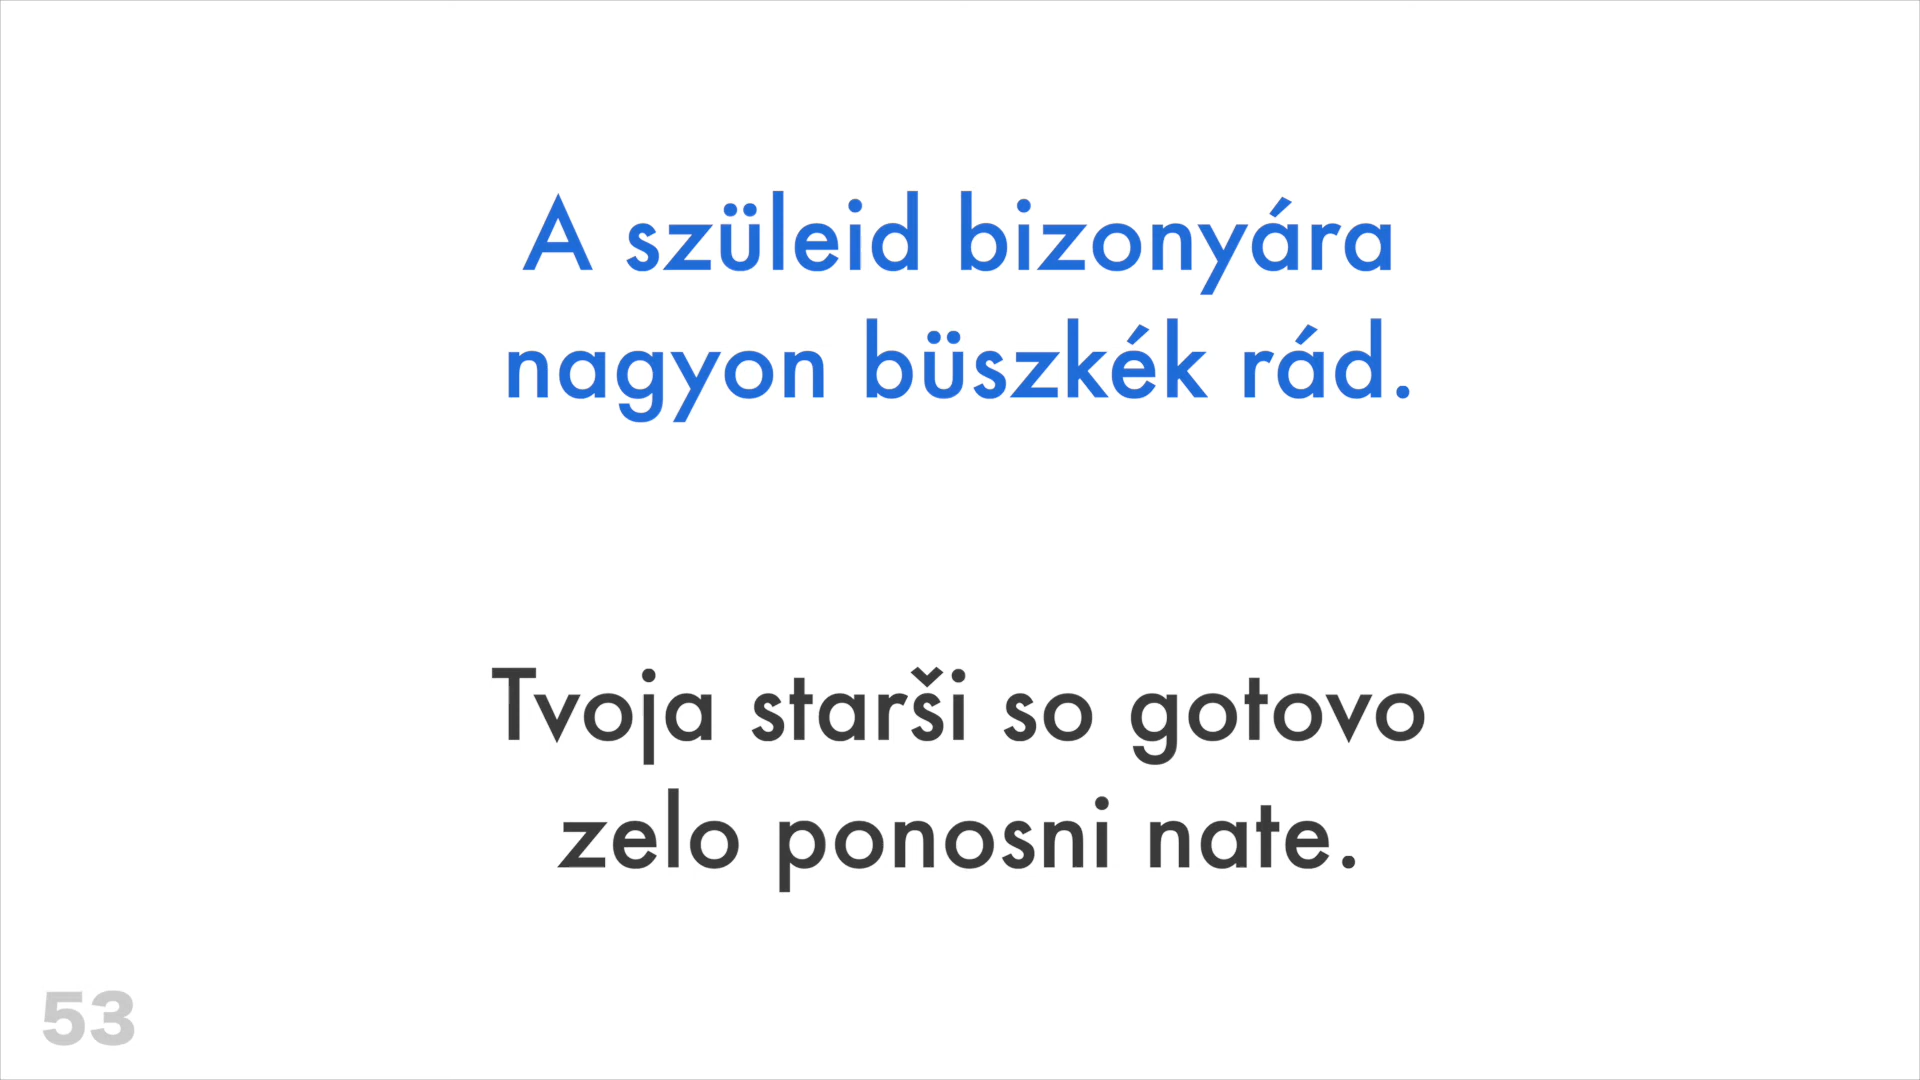 A szüleid bizonyára
nagyon büszkék rád.
Tvoja starši so gotovo
zelo ponosni nate.
53